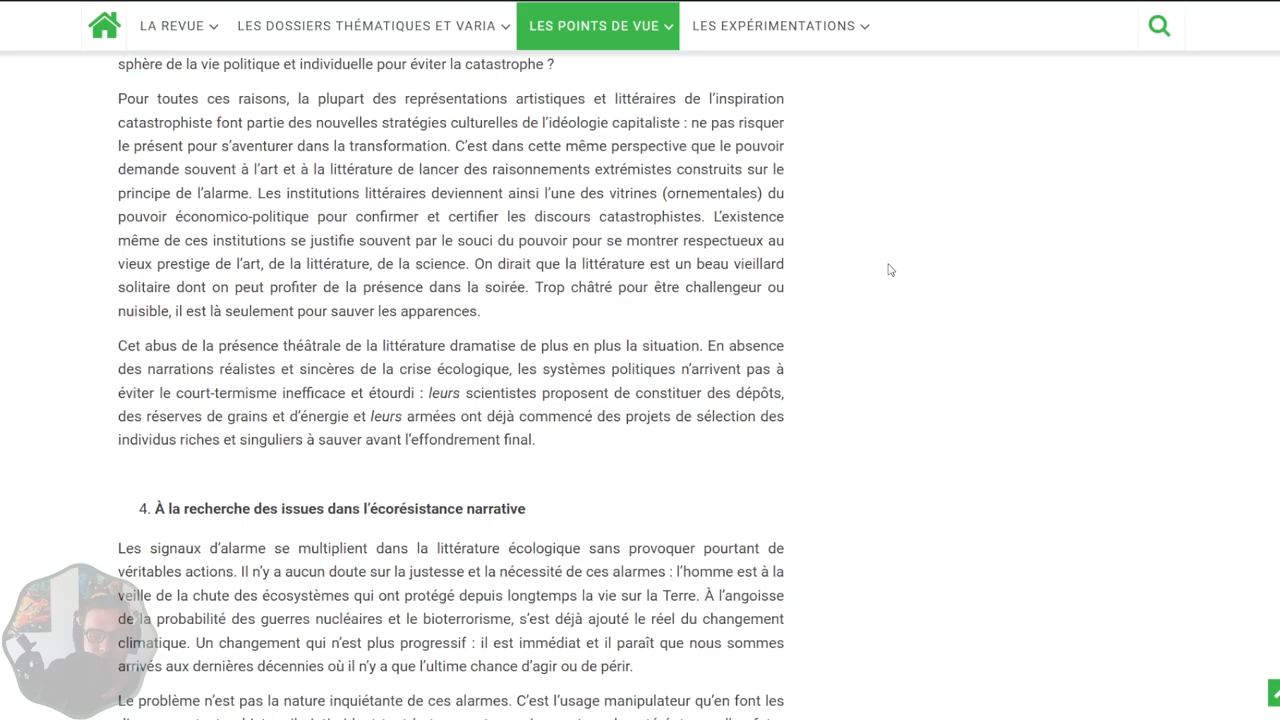 LA REVUE LES DOSSIERS THÉMATIQUES ET VARIA LES POINTS DE VUE LES EXPÉRIMENTATIONS
sphère de la vie politique et individuelle pour éviter la catastrophe ?
Pour toutes ces raisons, la plupart des représentations artistiques et littéraires de l’inspiration
catastrophiste font partie des nouvelles stratégies culturelles de l’idéologie capitaliste : ne pas risquer
le présent pour s’aventurer dans la transformation. C’est dans cette même perspective que le pouvoir
demande souvent à l’art et à la littérature de lancer des raisonnements extrémistes construits sur le
principe de l’alarme. Les institutions littéraires deviennent ainsi l’une des vitrines (ornementales) du
pouvoir économico-politique pour confirmer et certifier les discours catastrophistes. L’existence
même de ces institutions se justifie souvent par le souci du pouvoir pour se montrer respectueux au
vieux prestige de l’art, de la littérature, de la science. On dirait que la littérature est un beau vieillard
solitaire dont on peut profiter de la présence dans la soirée. Trop châtré pour être challengeur ou
nuisible, il est là seulement pour sauver les apparences.
Cet abus de la présence théâtrale de la littérature dramatise de plus en plus la situation. En absence
des narrations réalistes et sincères de la crise écologique, les systèmes politiques n’arrivent pas à
éviter le court-termisme inefficace et étourdi : leurs scientistes proposent de constituer des dépôts,
des réserves de grains et d’énergie et leurs armées ont déjà commencé des projets de sélection des
individus riches et singuliers à sauver avant l’effondrement final.
4. À la recherche des issues dans l’écorésistance narrative
Les signaux d’alarme se multiplient dans la littérature écologique sans provoquer pourtant de
véritables actions. Il n’y a aucun doute sur la justesse et la nécessité de ces alarmes : l’homme est à la
veille de la chute des écosystèmes qui ont protégé depuis longtemps la vie sur la Terre. À l’angoisse
de la probabilité des guerres nucléaires et le bioterrorisme, s’est déjà ajouté le réel du changement
climatique. Un changement qui n’est plus progressif : il est immédiat et il paraît que nous sommes
arrivés aux dernières décennies où il n’y a que l’ultime chance d’agir ou de périr.
Le problème n’est pas la nature inquiétante de ces alarmes. C’est l’usage manipulateur qu’en font les